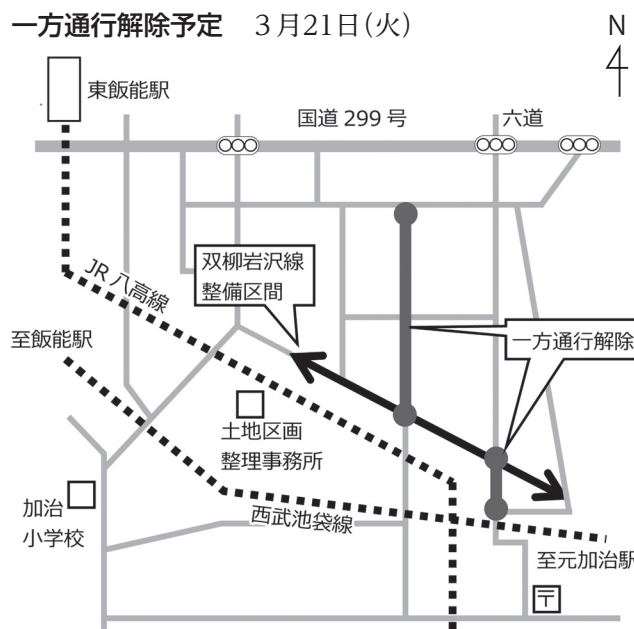 一方通行解除予定　3月21日(火)
N
東飯能駅
国道 299 号
六道
双柳岩沢線
整備区間
JR 八高線
至飯能駅
一方通行解除
土地区画
整理事務所
加治
小学校
西武池袋線
至元加治駅
〒